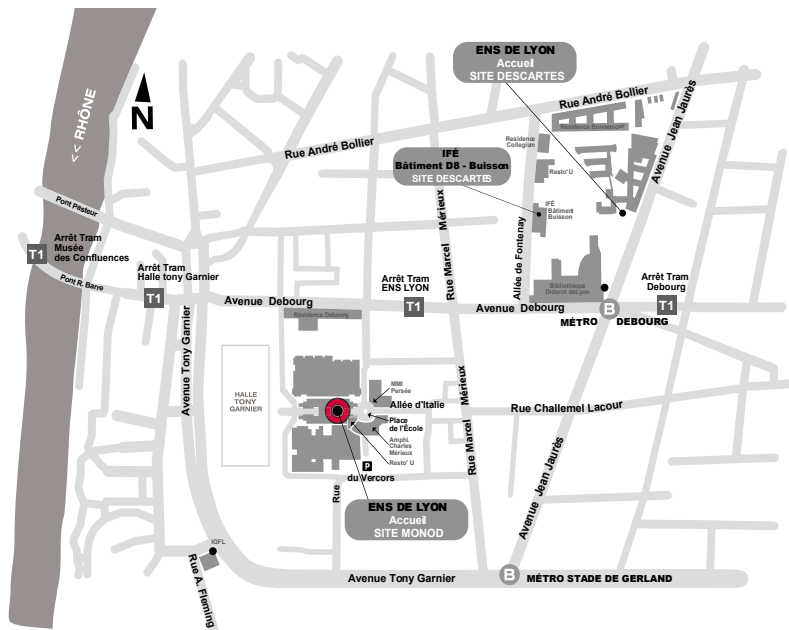 ENS DE LYON
Accueil
SITE DESCARTES
Rue André Bollier
Résidence Bonnamour
Avenue Jean Jaurès
<< RHÔNE
N
Rue André Bollier
Résidence
Collegium
IFÉ
Bâtiment D8 - Buisson
SITE DESCARTES
Resto' U
Pont Pasteur
Mérieux
IFÉ
Bâtiment
Buisson
Allée de Fontenay
T1
Arrêt Tram
Musée
des Confluences
Rue Marcel
Arrêt Tram
Halle tony Garnier
T1
Pont R. Barre
Arrêt Tram
ENS LYON
T1
Bibliothèque
Diderot de Lyon
Arrêt Tram
Debourg
T1
Avenue Debourg
Avenue Debourg
B
MÉTRO DEBOURG
Résidence Debourg
Avenue Tony Garnier
HALLE
TONY
GARNIER
MMI
Persée
Allée d'Italie
Place
de l'École
Amphi.
Charles
Mérieux
Resto' U
Mérieux
Rue Marcel
Rue Challemel Lacour
P
Rue du Vercors
Avenue Jean Jaurès
ENS DE LYON
Accueil
SITE MONOD
IGFL
Rue A. Fleming
Avenue Tony Garnier
B
MÉTRO STADE DE GERLAND